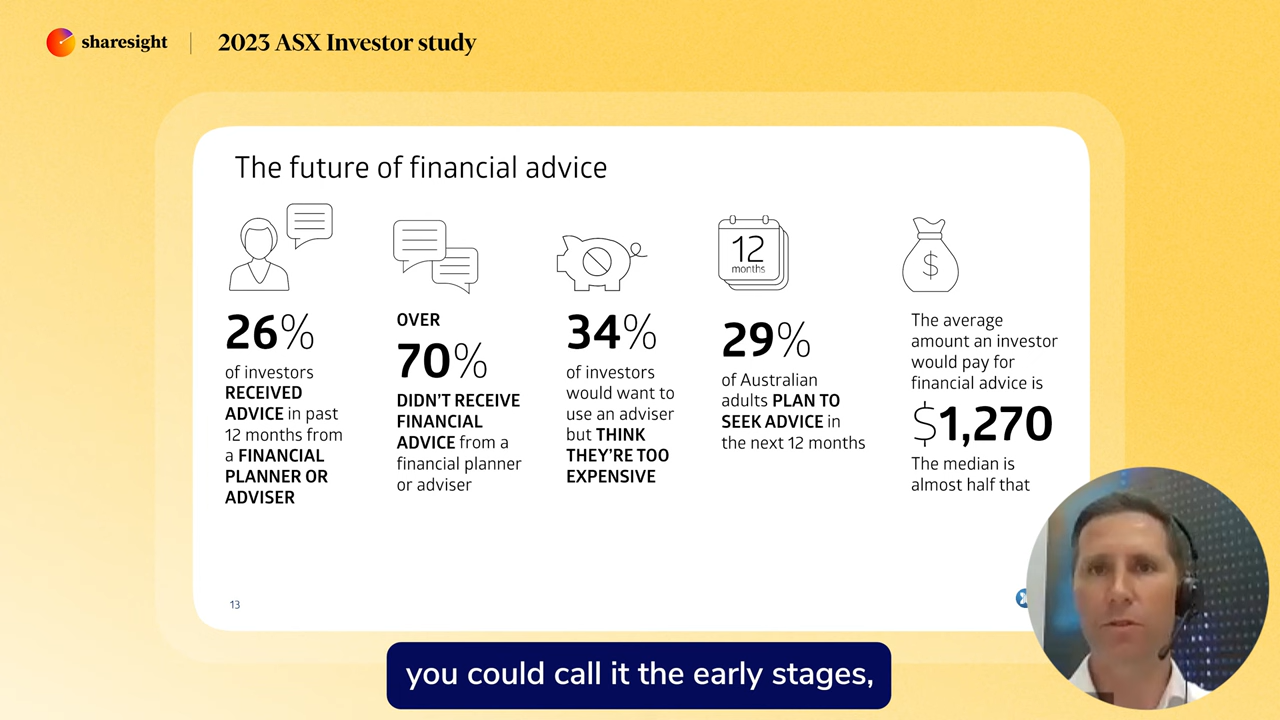 sharesight
2023 ASX Investor study
The future of financial advice
26%
of investors
RECEIVED
ADVICE in past
12 months from
a FINANCIAL
PLANNER OR
ADVISER
OVER
70%
DIDN'T RECEIVE
FINANCIAL
ADVICE from a
financial planner
or adviser
34%
of investors
would want to
use an adviser
but THINK
THEY'RE TOO
EXPENSIVE
12
months
29%
of Australian
adults PLAN TO
SEEK ADVICE in
the next 12 months
$
The average
amount an investor
would pay for
financial advice is
$1,270
The median is
almost half that
13
you could call it the early stages,